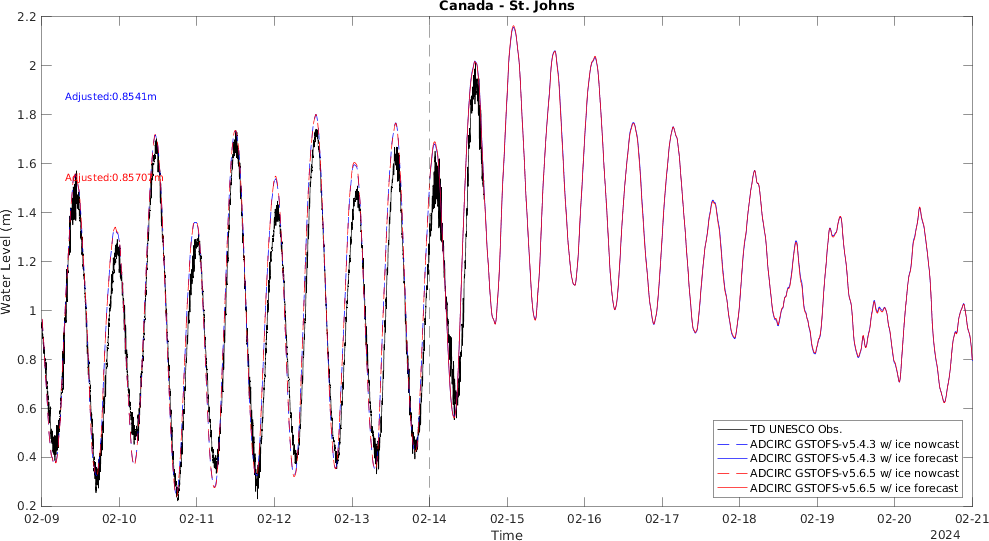 Canada - St. Johns
2.2
2
1.8
1.6
1.4
1.2
1
0.8
0.6
0.4
0.2
Water Level (m)
Adjusted:0.8541m
Adjusted:0.85707m
TD UNESCO Obs.
ADCIRC GSTOFS-v5.4.3 w/ ice nowcast
ADCIRC GSTOFS-v5.4.3 w/ ice forecast
ADCIRC GSTOFS-v5.6.5 w/ ice nowcast
ADCIRC GSTOFS-v5.6.5 w/ ice forecast
02-09 02-10 02-11 02-12 02-13 02-14 02-15 02-16 02-17 02-18 02-19 02-20 02-21
Time
2024